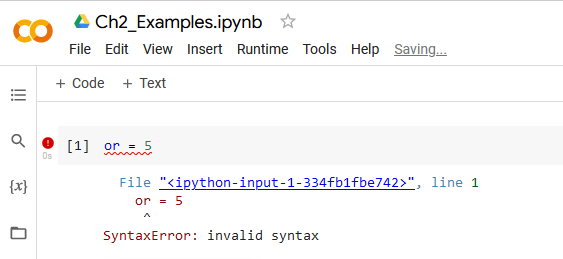 Ch2_Examples.ipynb
File Edit View Insert Runtime Tools Help Saving...
+ Code + Text
[1] or = 5
0s
{x}
File "<ipython-input-1-334fb1fbe742>", line 1
or = 5
^
SyntaxError: invalid syntax